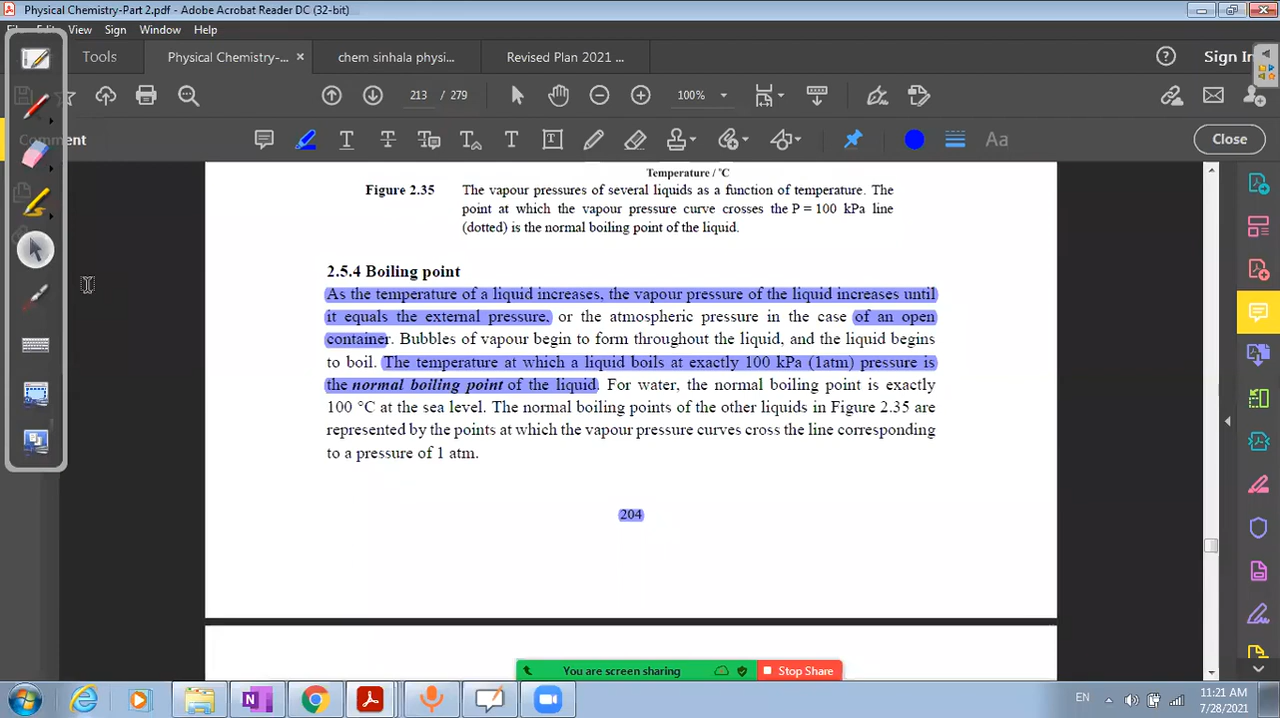 Physical Chemistry-Part 2.pdf - Adobe Acrobat Reader DC (32-bit)
View Sign Window Help
Tools Physical Chemistry-... × chem sinhala physi... Revised Plan 2021 ... Sign In
213 / 279 100%
Close
Temperature / °C
Figure 2.35 The vapour pressures of several liquids as a function of temperature. The
point at which the vapour pressure curve crosses the P = 100 kPa line
(dotted) is the normal boiling point of the liquid.
2.5.4 Boiling point
As the temperature of a liquid increases, the vapour pressure of the liquid increases until
it equals the external pressure, or the atmospheric pressure in the case of an open
container. Bubbles of vapour begin to form throughout the liquid, and the liquid begins
to boil. The temperature at which a liquid boils at exactly 100 kPa (1atm) pressure is
the normal boiling point of the liquid. For water, the normal boiling point is exactly
100 °C at the sea level. The normal boiling points of the other liquids in Figure 2.35 are
represented by the points at which the vapour pressure curves cross the line corresponding
to a pressure of 1 atm.
204
You are screen sharing Stop Share
EN 11:21 AM
7/28/2021